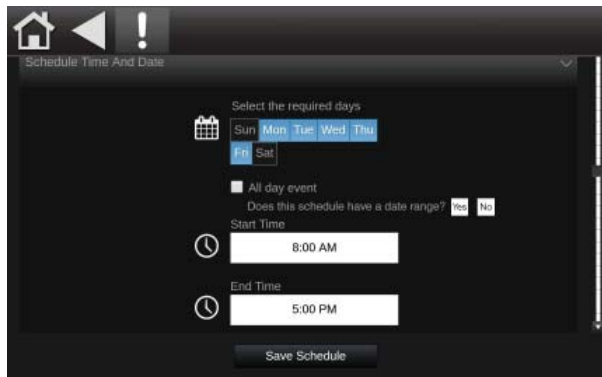 Schedule Time And Date
Select the required days
Sun Mon Tue Wed Thu
Fri Sat
All day event
Does this schedule have a date range? Yes No
Start Time
8:00 AM
End Time
5:00 PM
Save Schedule